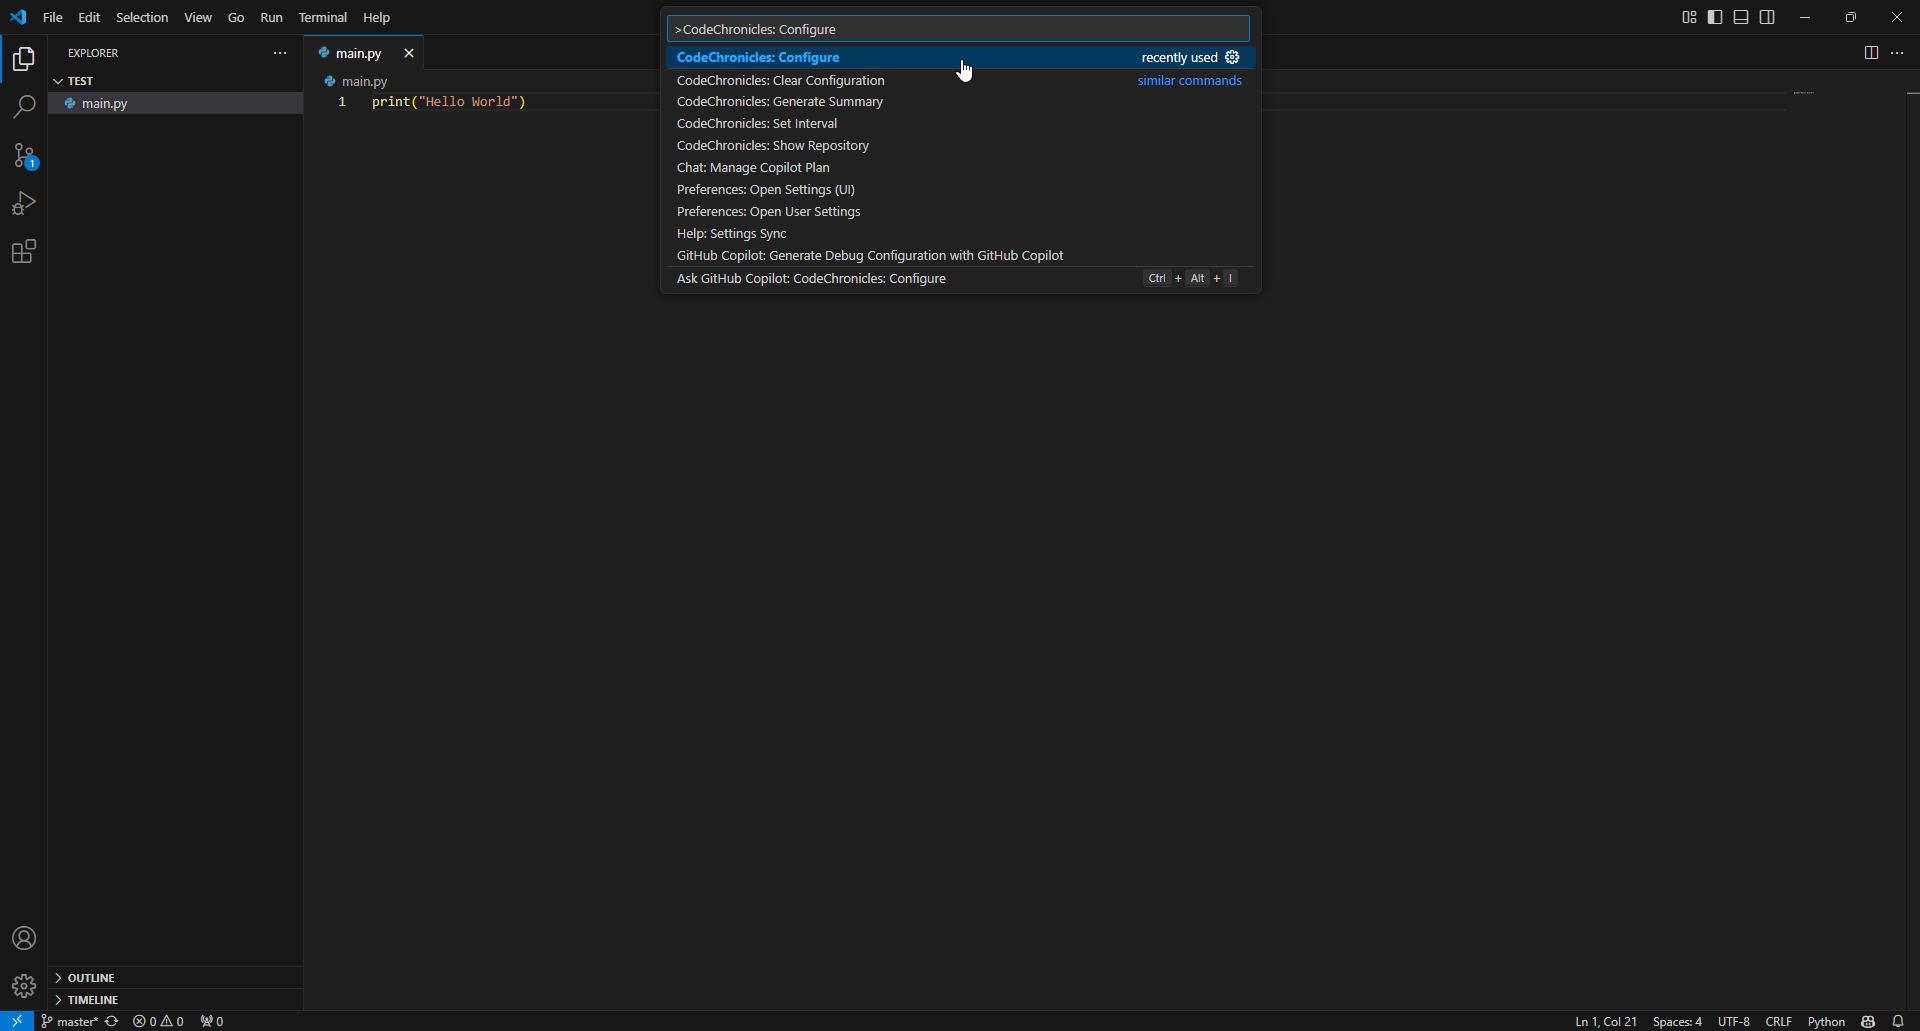 File Edit Selection View Go Run Terminal Help
>CodeChronicles: Configure
CodeChronicles: Configure recently used
CodeChronicles: Clear Configuration similar commands
CodeChronicles: Generate Summary
CodeChronicles: Set Interval
CodeChronicles: Show Repository
Chat: Manage Copilot Plan
Preferences: Open Settings (UI)
Preferences: Open User Settings
Help: Settings Sync
GitHub Copilot: Generate Debug Configuration with GitHub Copilot
Ask GitHub Copilot: CodeChronicles: Configure Ctrl + Alt + I
EXPLORER
TEST
main.py
main.py
main.py
1 print("Hello World")
1
OUTLINE
TIMELINE
master* 0 0 0
Ln 1, Col 21 Spaces: 4 UTF-8 CRLF Python